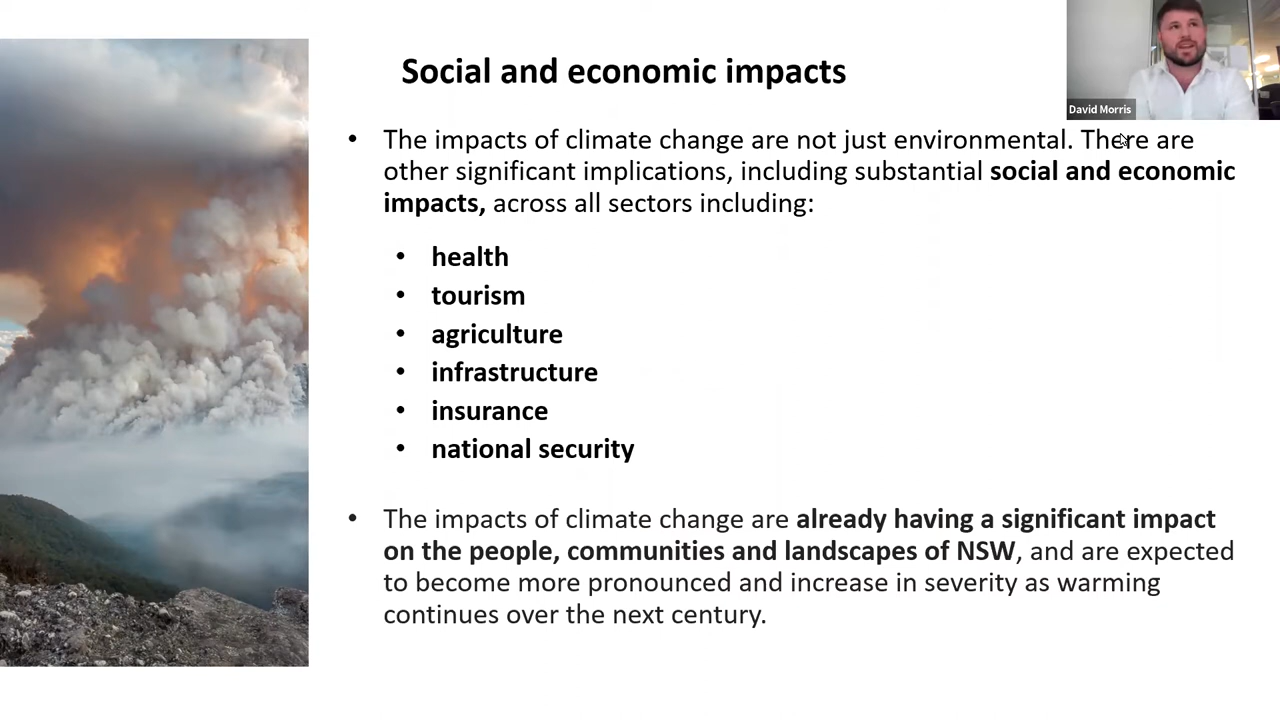 Social and economic impacts
David Morris
• The impacts of climate change are not just environmental. There are
other significant implications, including substantial social and economic
impacts, across all sectors including:
• health
• tourism
• agriculture
• infrastructure
• insurance
• national security
• The impacts of climate change are already having a significant impact
on the people, communities and landscapes of NSW, and are expected
to become more pronounced and increase in severity as warming
continues over the next century.